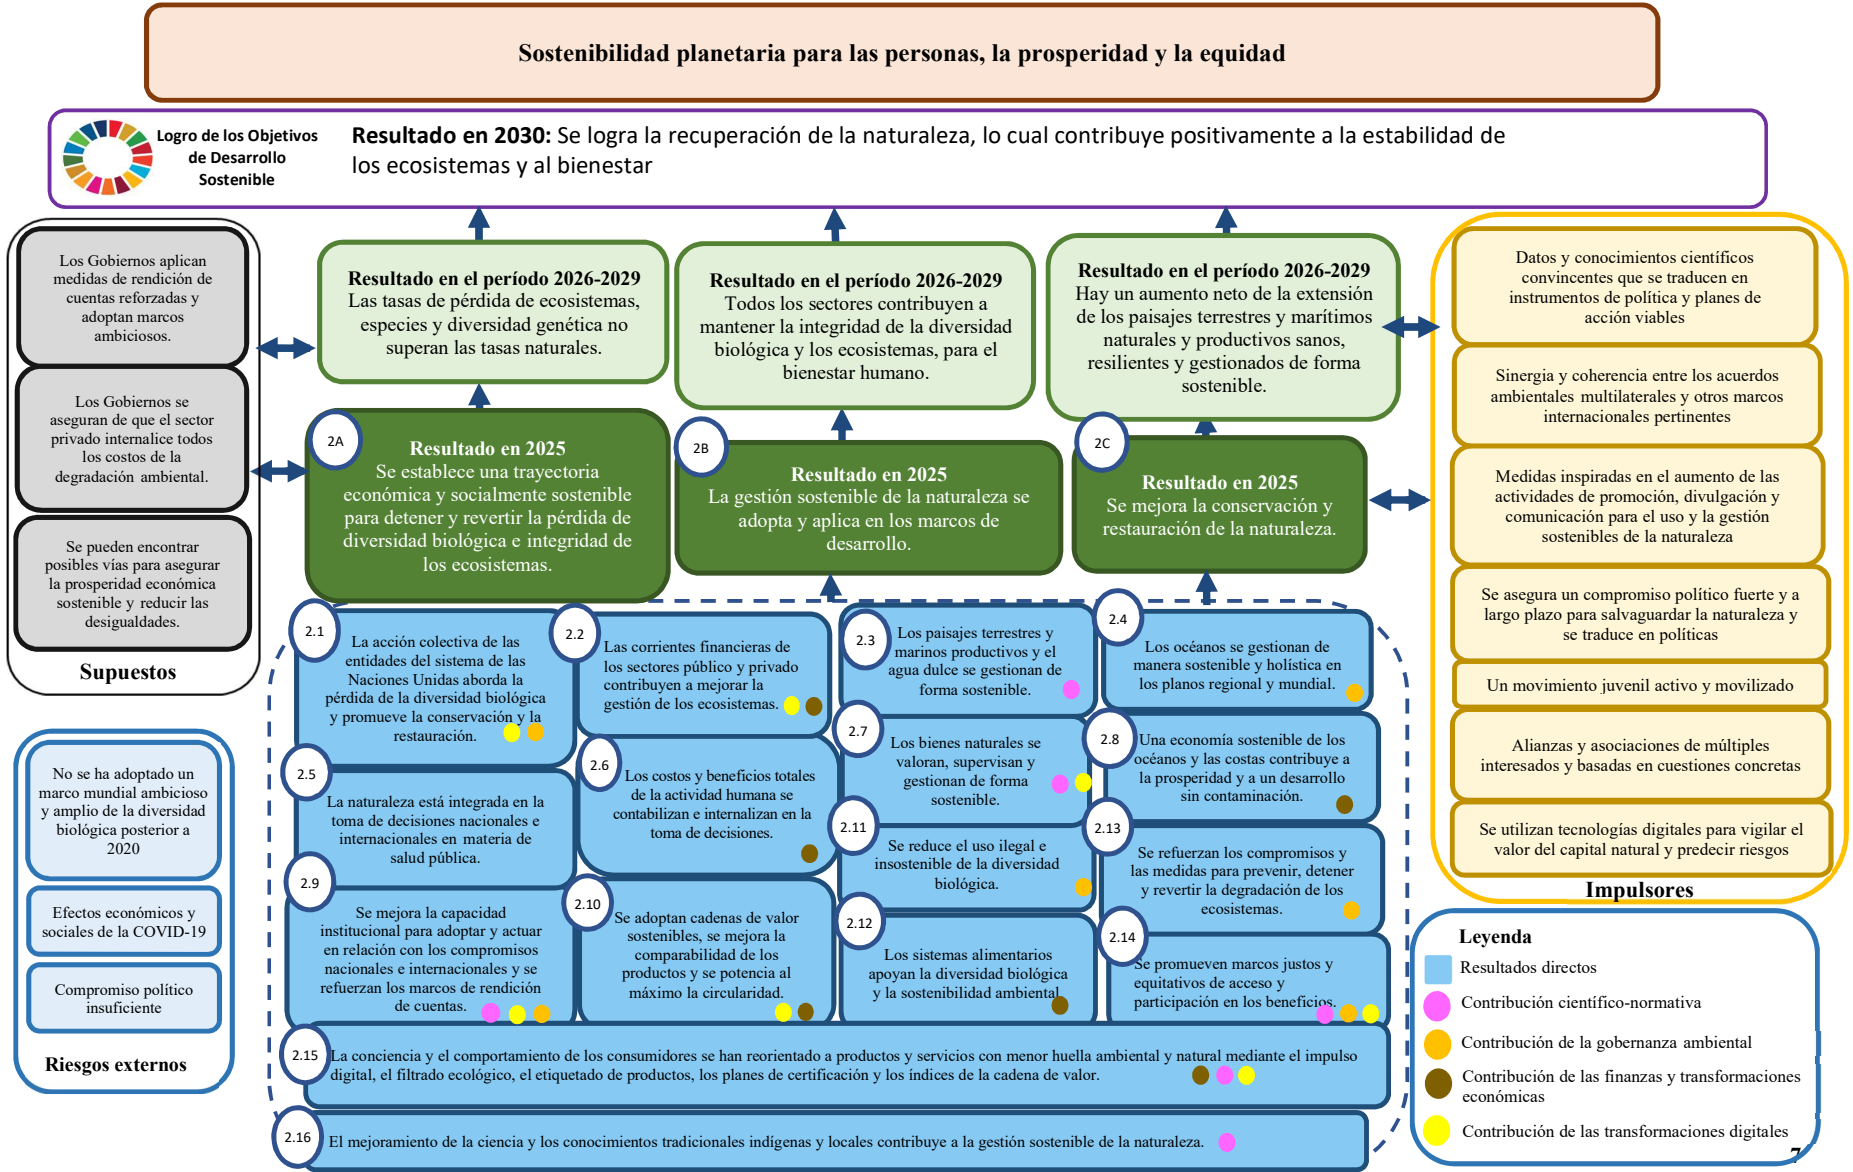 Sostenibilidad planetaria para las personas, la prosperidad y la equidad
Logro de los Objetivos
de Desarrollo
Sostenible
Resultado en 2030: Se logra la recuperación de la naturaleza, lo cual contribuye positivamente a la estabilidad de
los ecosistemas y al bienestar
Los Gobiernos aplican
medidas de rendición de
cuentas reforzadas y
adoptan marcos
ambiciosos.
Los Gobiernos se
aseguran de que el sector
privado internalice todos
los costos de la
degradación ambiental.
Se pueden encontrar
posibles vías para asegurar
la prosperidad económica
sostenible y reducir las
desigualdades.
Supuestos
No se ha adoptado un
marco mundial ambicioso
y amplio de la diversidad
biológica posterior a
2020
Efectos económicos y
sociales de la COVID-19
Compromiso político
insuficiente
Riesgos externos
Resultado en el período 2026-2029
Las tasas de pérdida de ecosistemas,
especies y diversidad genética no
superan las tasas naturales.
Resultado en el período 2026-2029
Todos los sectores contribuyen a
mantener la integridad de la diversidad
biológica y los ecosistemas, para el
bienestar humano.
Resultado en el período 2026-2029
Hay un aumento neto de la extensión
de los paisajes terrestres y marítimos
naturales y productivos sanos,
resilientes y gestionados de forma
sostenible.
2A
Resultado en 2025
Se establece una trayectoria
económica y socialmente sostenible
para detener y revertir la pérdida de
diversidad biológica e integridad de
los ecosistemas.
2B
Resultado en 2025
La gestión sostenible de la naturaleza se
adopta y aplica en los marcos de
desarrollo.
2C
Resultado en 2025
Se mejora la conservación y
restauración de la naturaleza.
2.1
La acción colectiva de las
entidades del sistema de las
Naciones Unidas aborda la
pérdida de la diversidad biológica
y promueve la conservación y la
restauración.
2.2
Las corrientes financieras de
los sectores público y privado
contribuyen a mejorar la
gestión de los ecosistemas.
2.3
Los paisajes terrestres y
marinos productivos y el
agua dulce se gestionan de
forma sostenible.
2.4
Los océanos se gestionan de
manera sostenible y holística en
los planos regional y mundial.
2.5
La naturaleza está integrada en la
toma de decisiones nacionales e
internacionales en materia de
salud pública.
2.6
Los costos y beneficios totales
de la actividad humana se
contabilizan e internalizan en la
toma de decisiones.
2.7
Los bienes naturales se
valoran, supervisan y
gestionan de forma
sostenible.
2.8
Una economía sostenible de los
océanos y las costas contribuye a
la prosperidad y a un desarrollo
sin contaminación.
2.9
Se mejora la capacidad
institucional para adoptar y actuar
en relación con los compromisos
nacionales e internacionales y se
refuerzan los marcos de rendición
de cuentas.
2.10
Se adoptan cadenas de valor
sostenibles, se mejora la
comparabilidad de los
productos y se potencia al
máximo la circularidad.
2.11
Se reduce el uso ilegal e
insostenible de la diversidad
biológica.
2.12
Los sistemas alimentarios
apoyan la diversidad biológica
y la sostenibilidad ambiental
2.13
Se refuerzan los compromisos y
las medidas para prevenir, detener
y revertir la degradación de los
ecosistemas.
2.14
Se promueven marcos justos y
equitativos de acceso y
participación en los beneficios.
2.15
La conciencia y el comportamiento de los consumidores se han reorientado a productos y servicios con menor huella ambiental y natural mediante el impulso
digital, el filtrado ecológico, el etiquetado de productos, los planes de certificación y los índices de la cadena de valor.
2.16
El mejoramiento de la ciencia y los conocimientos tradicionales indígenas y locales contribuye a la gestión sostenible de la naturaleza.
Datos y conocimientos científicos
convincentes que se traducen en
instrumentos de política y planes de
acción viables
Sinergia y coherencia entre los acuerdos
ambientales multilaterales y otros marcos
internacionales pertinentes
Medidas inspiradas en el aumento de las
actividades de promoción, divulgación y
comunicación para el uso y la gestión
sostenibles de la naturaleza
Se asegura un compromiso político fuerte y a
largo plazo para salvaguardar la naturaleza y
se traduce en políticas
Un movimiento juvenil activo y movilizado
Alianzas y asociaciones de múltiples
interesados y basadas en cuestiones concretas
Se utilizan tecnologías digitales para vigilar el
valor del capital natural y predecir riesgos
Impulsores
Leyenda
Resultados directos
Contribución científico-normativa
Contribución de la gobernanza ambiental
Contribución de las finanzas y transformaciones
económicas
Contribución de las transformaciones digitales
7